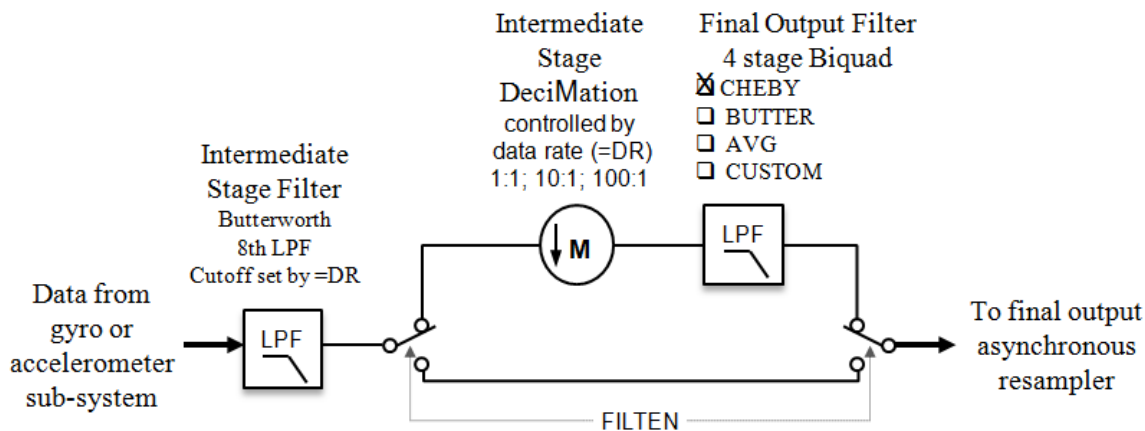 Intermediate
Stage
DeciMation
controlled by
data rate (=DR)
1:1; 10:1; 100:1
Final Output Filter
4 stage Biquad
CHEBY
BUTTER
AVG
CUSTOM
Intermediate
Stage Filter
Butterworth
8th LPF
Cutoff set by =DR
Data from
gyro or
accelerometer
sub-system
LPF
M
LPF
To final output
asynchronous
resampler
FILTEN